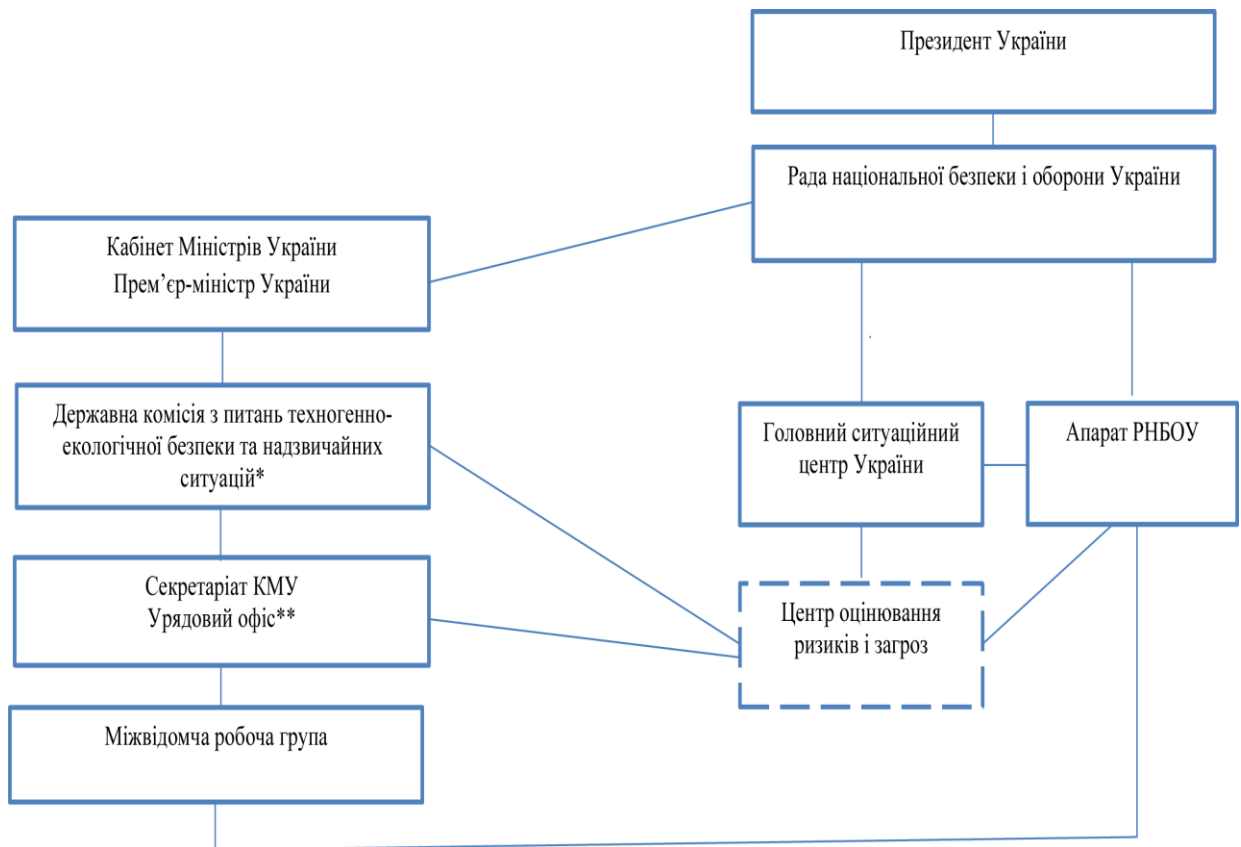 Президент України
Рада національної безпеки і оборони України
Кабінет Міністрів України
Прем’єр-міністр України
Державна комісія з питань техногенно-
екологічної безпеки та надзвичайних
ситуацій*
Головний ситуаційний
центр України
Апарат РНБОУ
Секретаріат КМУ
Урядовий офіс**
Центр оцінювання
ризиків і загроз
Міжвідомча робоча група